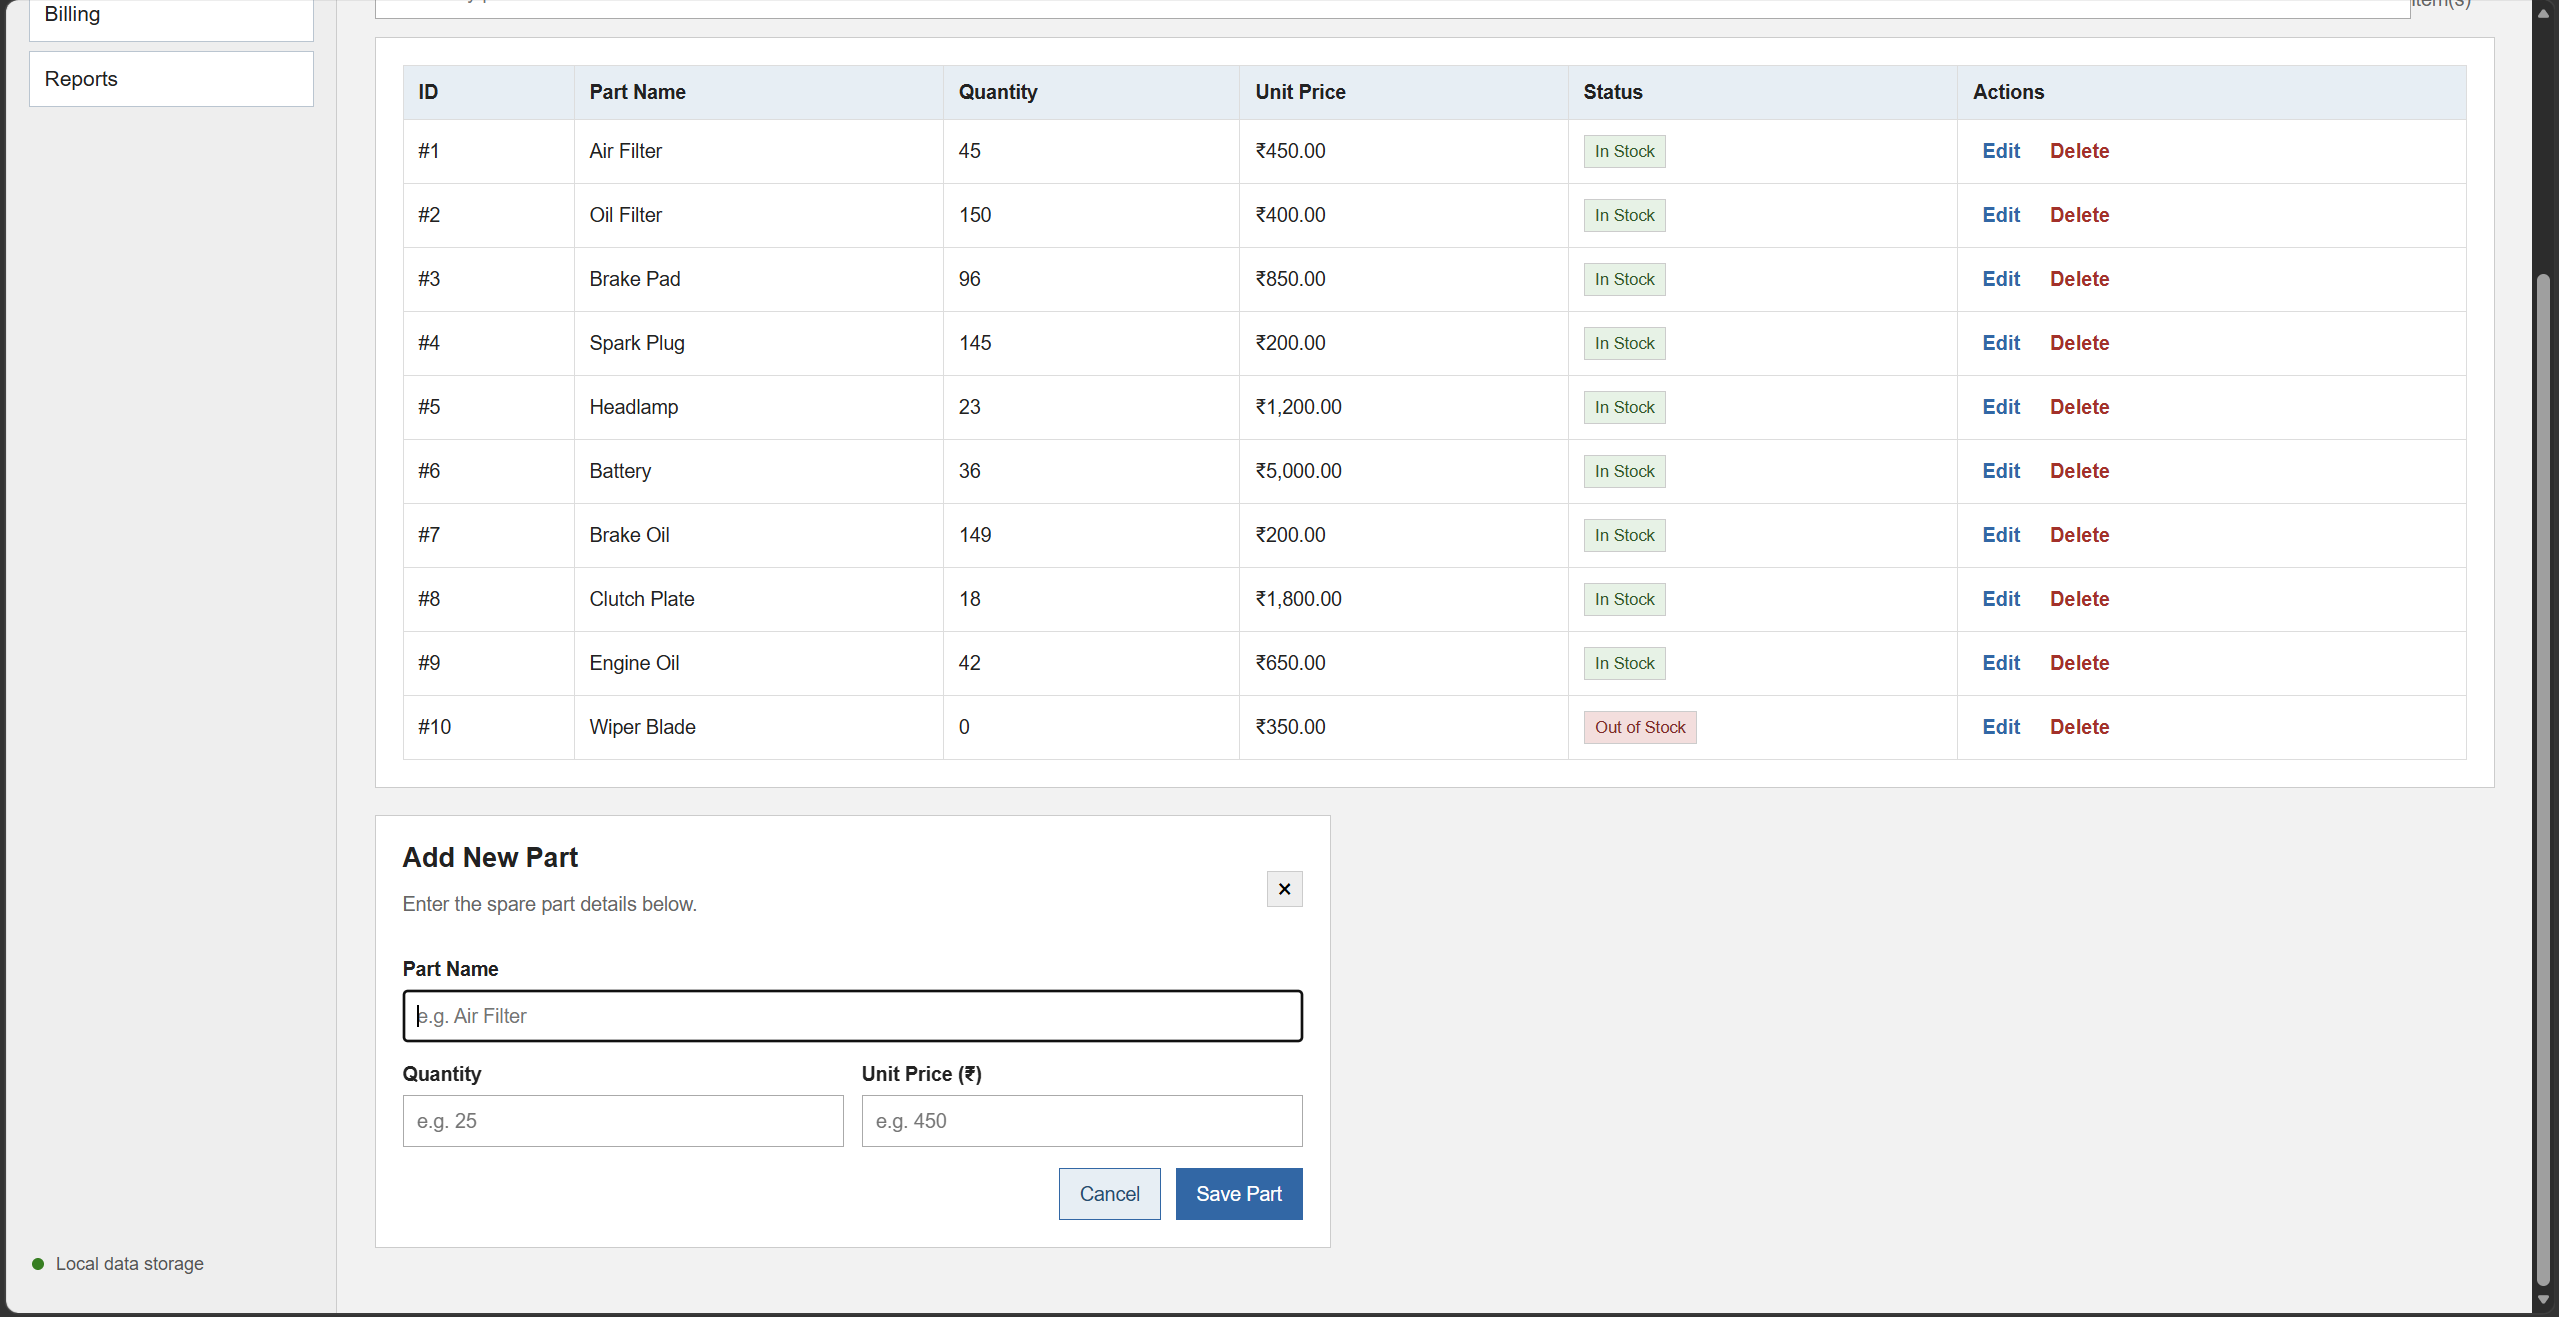 Billing
item(s)
Reports
ID Part Name Quantity Unit Price Status Actions
#1 Air Filter 45 ₹450.00 In Stock Edit Delete
#2 Oil Filter 150 ₹400.00 In Stock Edit Delete
#3 Brake Pad 96 ₹850.00 In Stock Edit Delete
#4 Spark Plug 145 ₹200.00 In Stock Edit Delete
#5 Headlamp 23 ₹1,200.00 In Stock Edit Delete
#6 Battery 36 ₹5,000.00 In Stock Edit Delete
#7 Brake Oil 149 ₹200.00 In Stock Edit Delete
#8 Clutch Plate 18 ₹1,800.00 In Stock Edit Delete
#9 Engine Oil 42 ₹650.00 In Stock Edit Delete
#10 Wiper Blade 0 ₹350.00 Out of Stock Edit Delete
Add New Part
×
Enter the spare part details below.
Part Name
e.g. Air Filter
Quantity Unit Price (₹)
e.g. 25 e.g. 450
Cancel Save Part
Local data storage